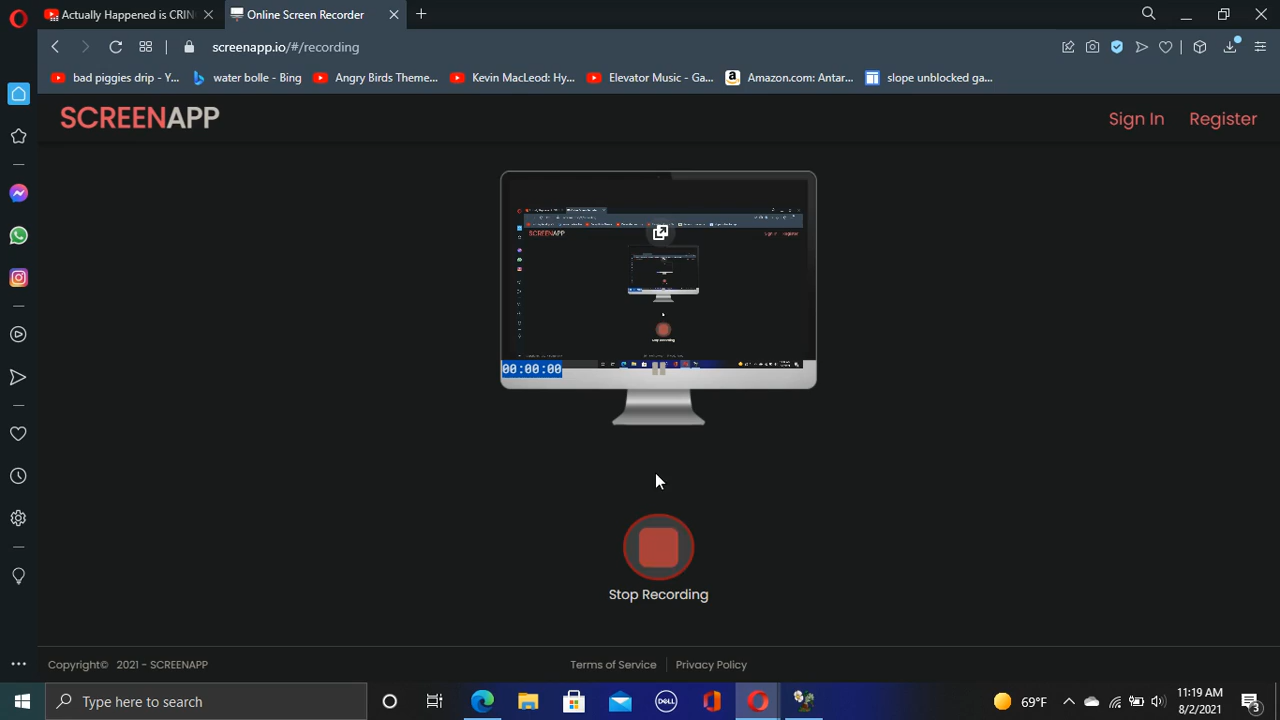 Actually Happened is CRIN
Online Screen Recorder
screenapp.io/#/recording
bad piggies drip - Y...
water bolle - Bing
Angry Birds Theme...
Kevin MacLeod: Hy...
Elevator Music - Ga...
Amazon.com: Antar...
slope unblocked ga...
SCREENAPP
Sign In
Register
SCREENAPP
00:00:00
Stop Recording
Copyright© 2021 - SCREENAPP
Terms of Service
Privacy Policy
Type here to search
DELL
69°F
11:19 AM
8/2/2021
3